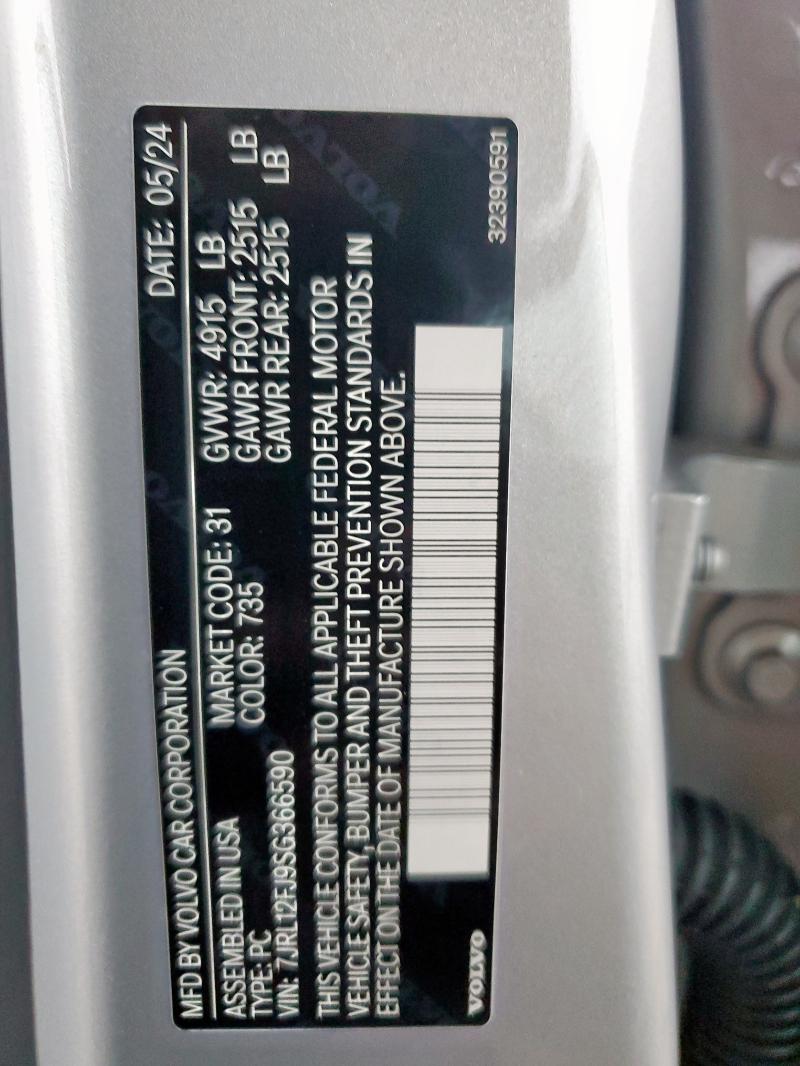 MFD BY VOLVO CAR CORPORATION DATE: 05/24
ASSEMBLED IN USA MARKET CODE: 31 GVWR: 4915 LB
TYPE: PC COLOR: 735 GAWR FRONT: 2515 LB
VIN: 7JRL12FJ9SG366590 GAWR REAR: 2515 LB
THIS VEHICLE CONFORMS TO ALL APPLICABLE FEDERAL MOTOR
VEHICLE SAFETY, BUMPER AND THEFT PREVENTION STANDARDS IN
EFFECT ON THE DATE OF MANUFACTURE SHOWN ABOVE.
VOLVO 32390591